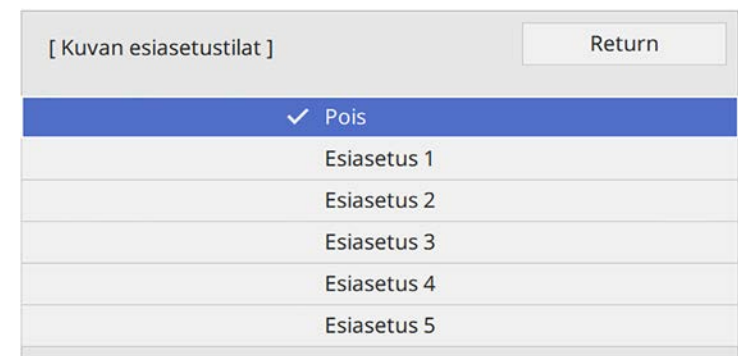 [ Kuvan esiasetustilat ]
Return
Pois
Esiasetus 1
Esiasetus 2
Esiasetus 3
Esiasetus 4
Esiasetus 5